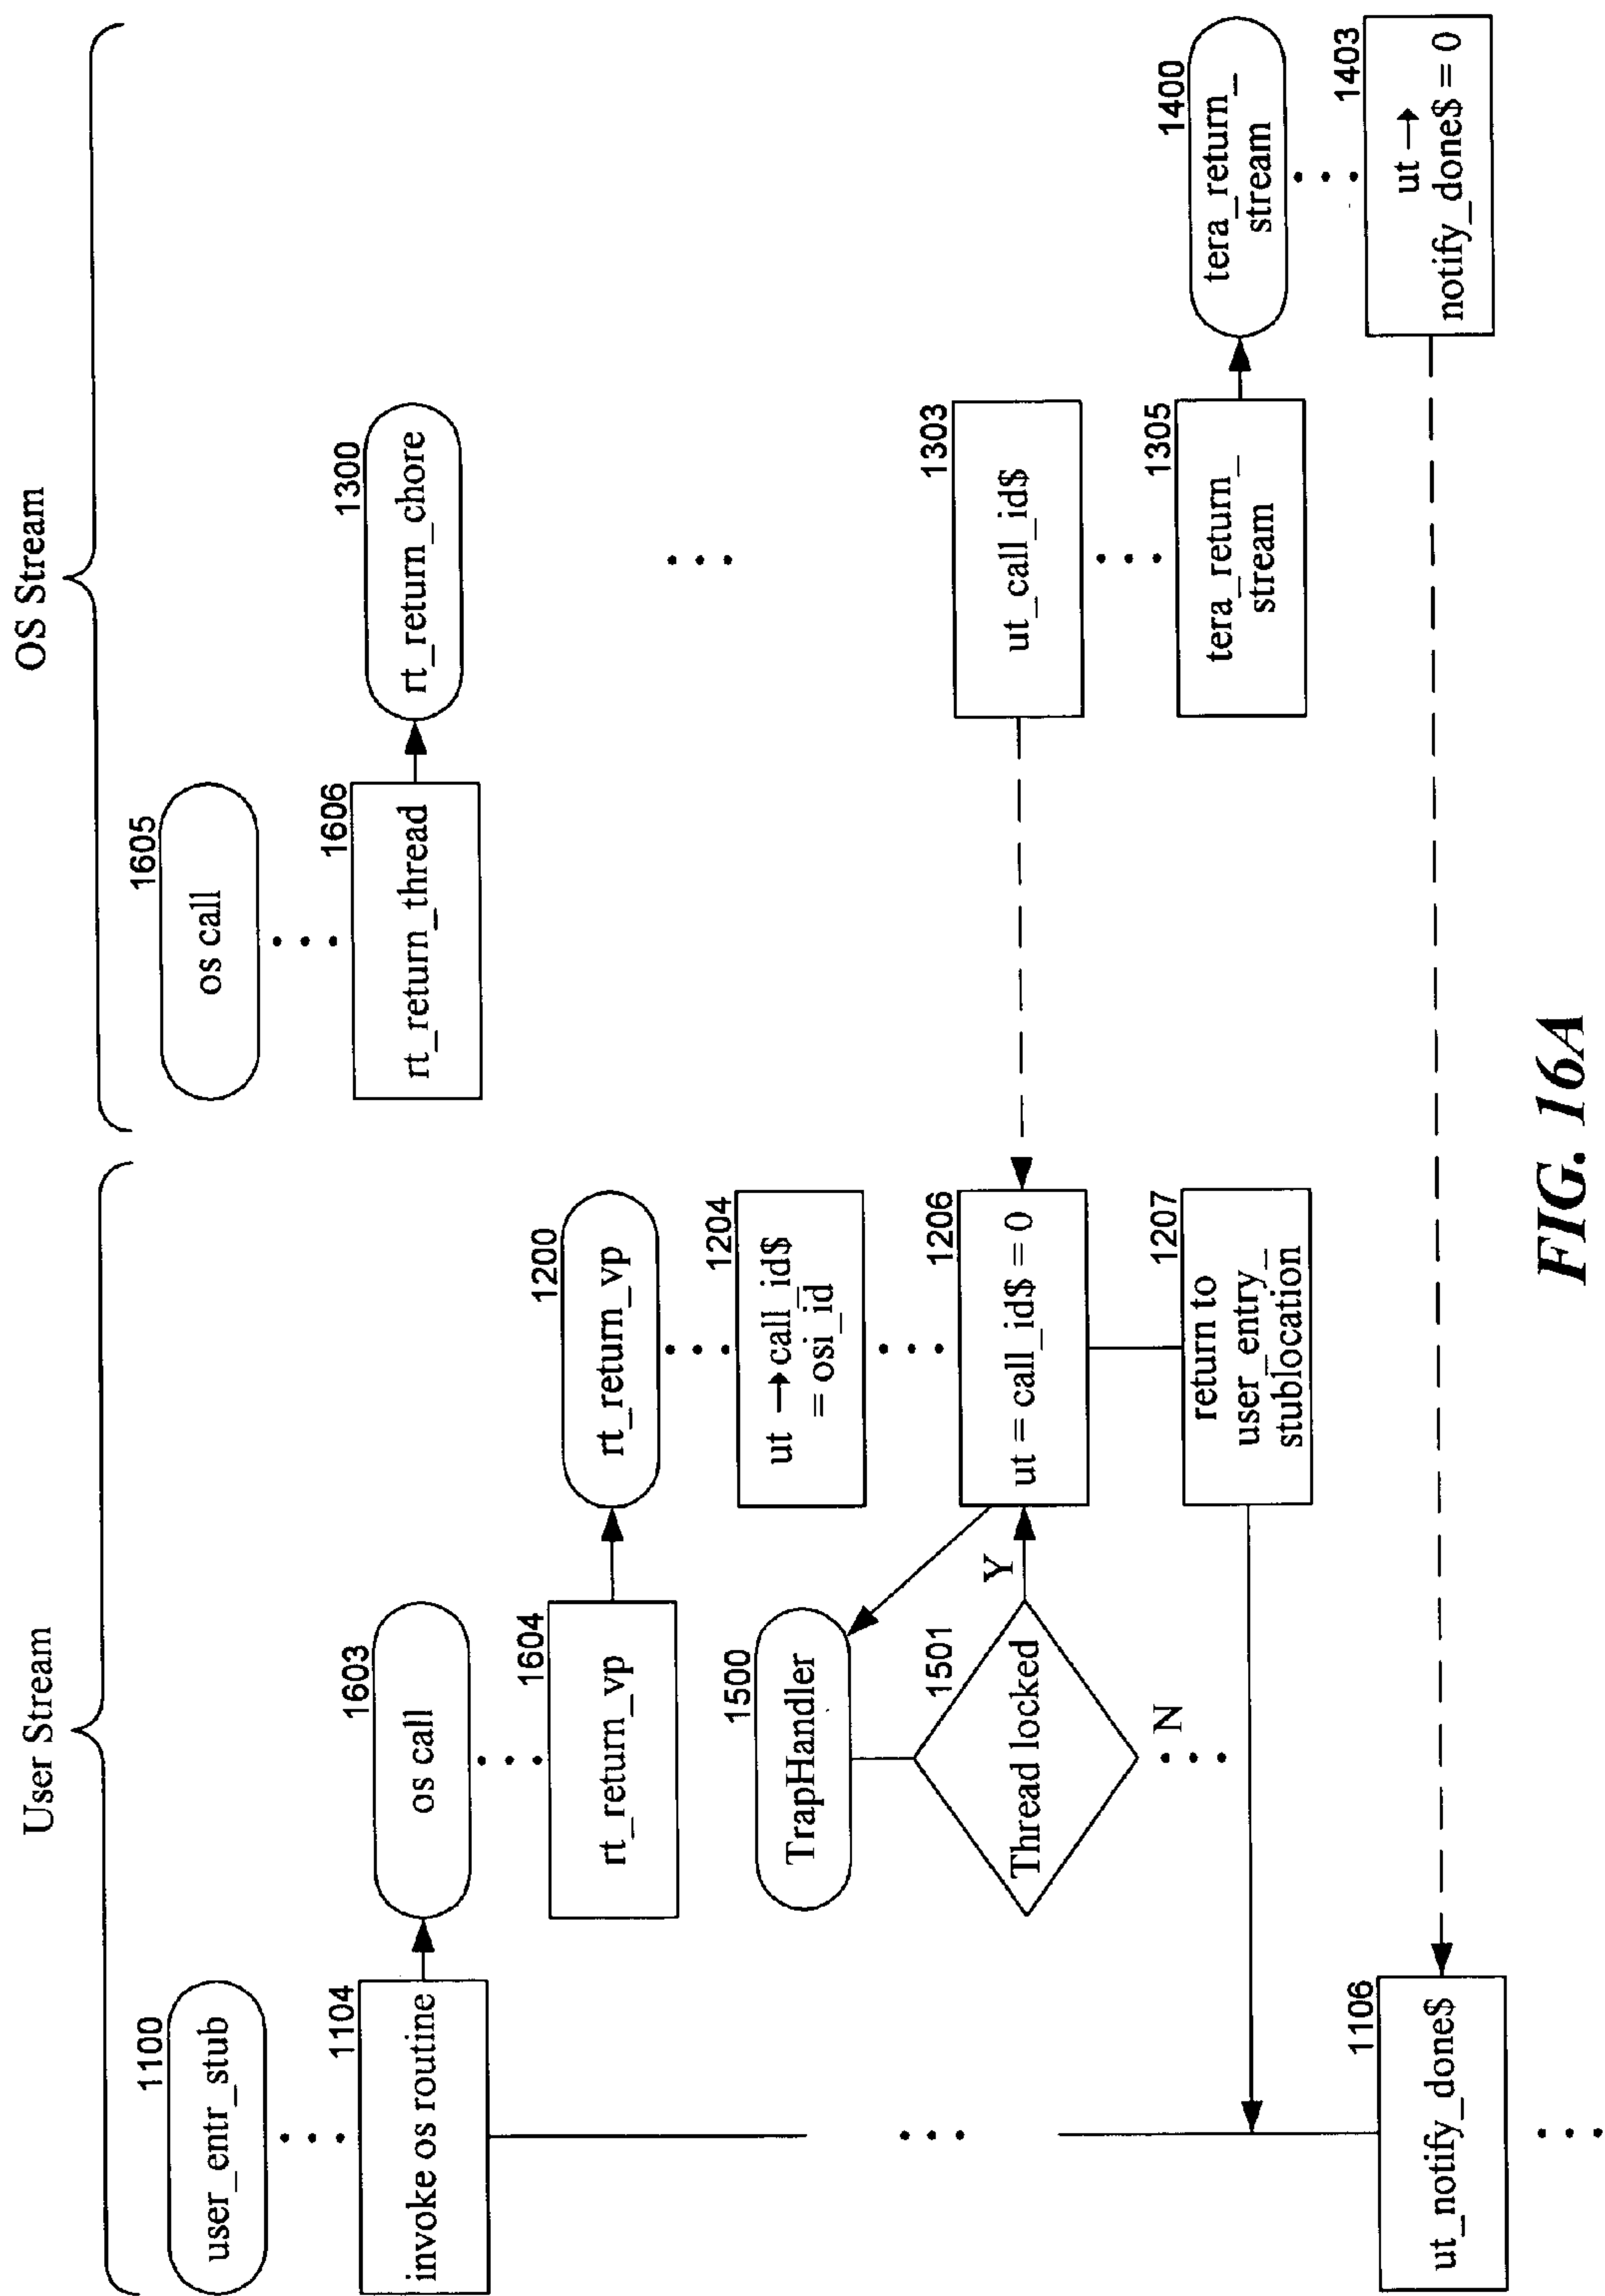 User Stream
OS Stream
1100
user_entr_stub
1104
invoke os routine
1603
os call
1604
rt_return_vp
1200
rt_return_vp
1204
ut →call_id$
= osi_id
1500
TrapHandler
1501
Thread locked
Y
N
1206
ut = call_id$ = 0
1207
return to
user_entry_
stublocation
1106
ut_notify_done$
1605
os call
1606
rt_return_thread
1300
rt_return_chore
1303
ut_call_id$
1305
tera_return_
stream
1400
tera_return_
stream
1403
ut →
notify_done$ = 0
FIG. 16A